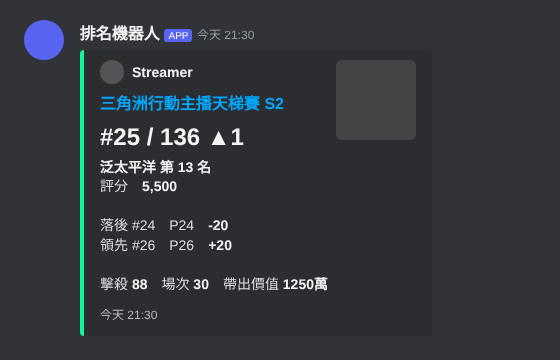 排名機器人 APP 今天 21:30
Streamer
三角洲行動主播天梯賽 S2
#25 / 136 ▲1
泛太平洋 第 13 名
評分 5,500
落後 #24 P24 -20
領先 #26 P26 +20
擊殺 88 場次 30 帶出價值 1250萬
今天 21:30